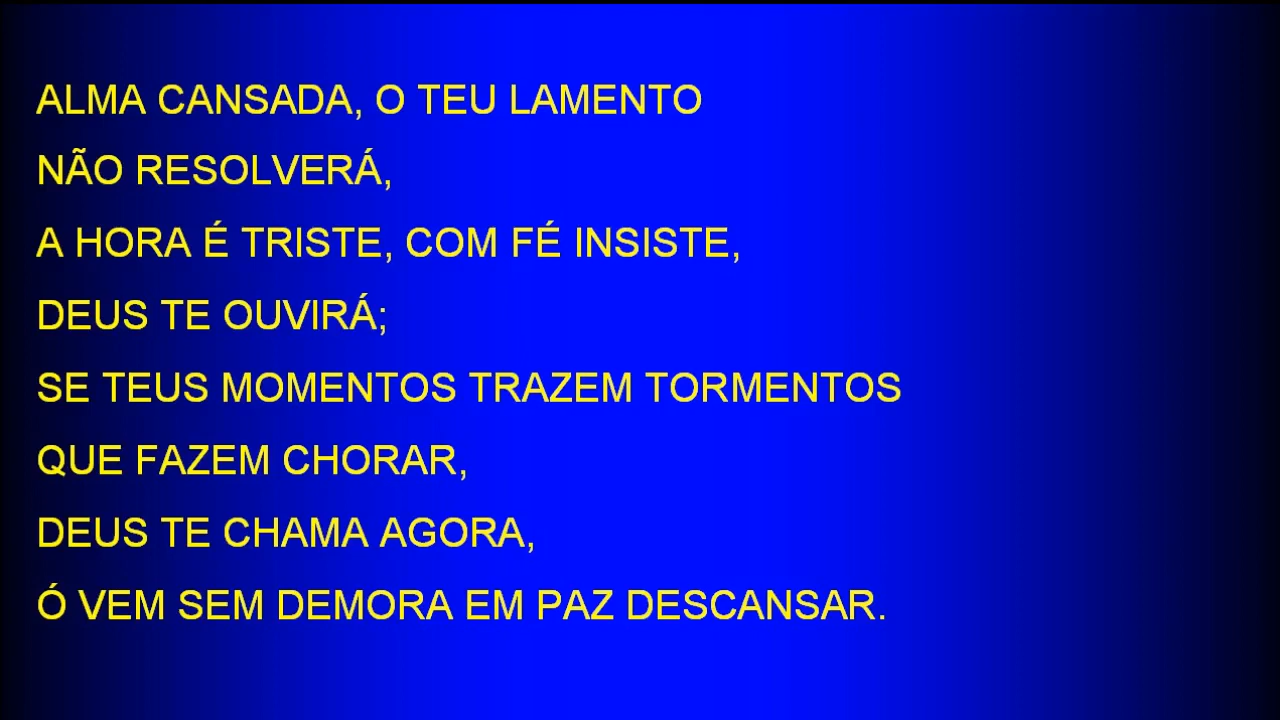 ALMA CANSADA, O TEU LAMENTO
NÃO RESOLVERÁ,
A HORA É TRISTE, COM FÉ INSISTE,
DEUS TE OUVIRÁ;
SE TEUS MOMENTOS TRAZEM TORMENTOS
QUE FAZEM CHORAR,
DEUS TE CHAMA AGORA,
Ó VEM SEM DEMORA EM PAZ DESCANSAR.